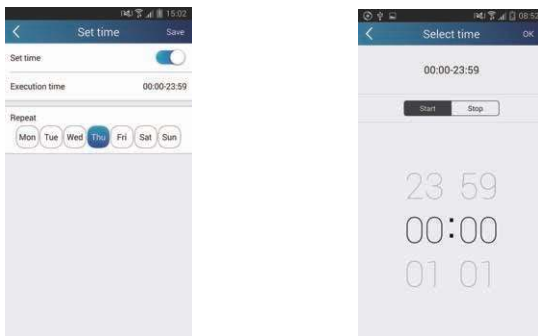 15:02
Set time Save
Set time
Execution time 00:00-23:59
Repeat
Mon Tue Wed Thu Fri Sat Sun
08:52
Select time OK
00:00-23:59
Start Stop
23 59
00:00
01 01